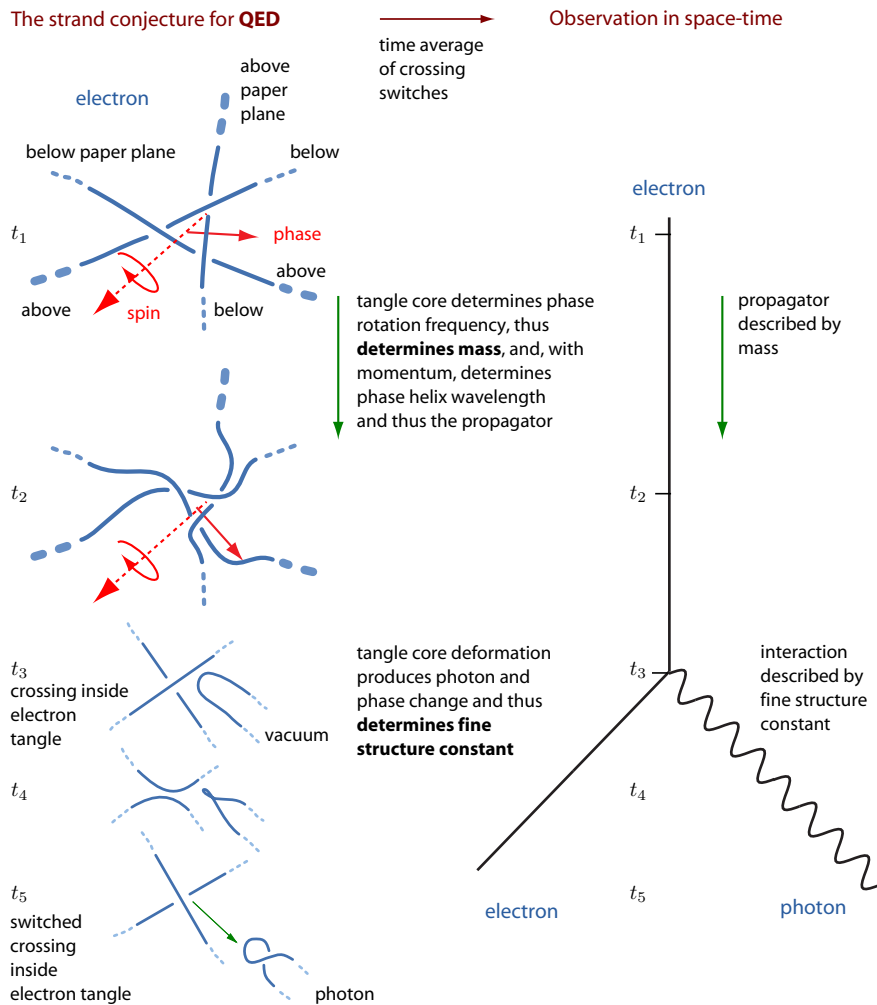 The strand conjecture for QED
Observation in space-time
time average
of crossing
switches
electron
above
paper
plane
below paper plane
below
t1
phase
above
above
spin
below
tangle core determines phase
rotation frequency, thus
determines mass, and, with
momentum, determines
phase helix wavelength
and thus the propagator
t2
t3
crossing inside
electron
tangle
vacuum
tangle core deformation
produces photon and
phase change and thus
determines fine
structure constant
t4
t5
switched
crossing
inside
electron tangle
photon
electron
t1
propagator
described by
mass
t2
t3
interaction
described by
fine structure
constant
t4
t5
electron
photon